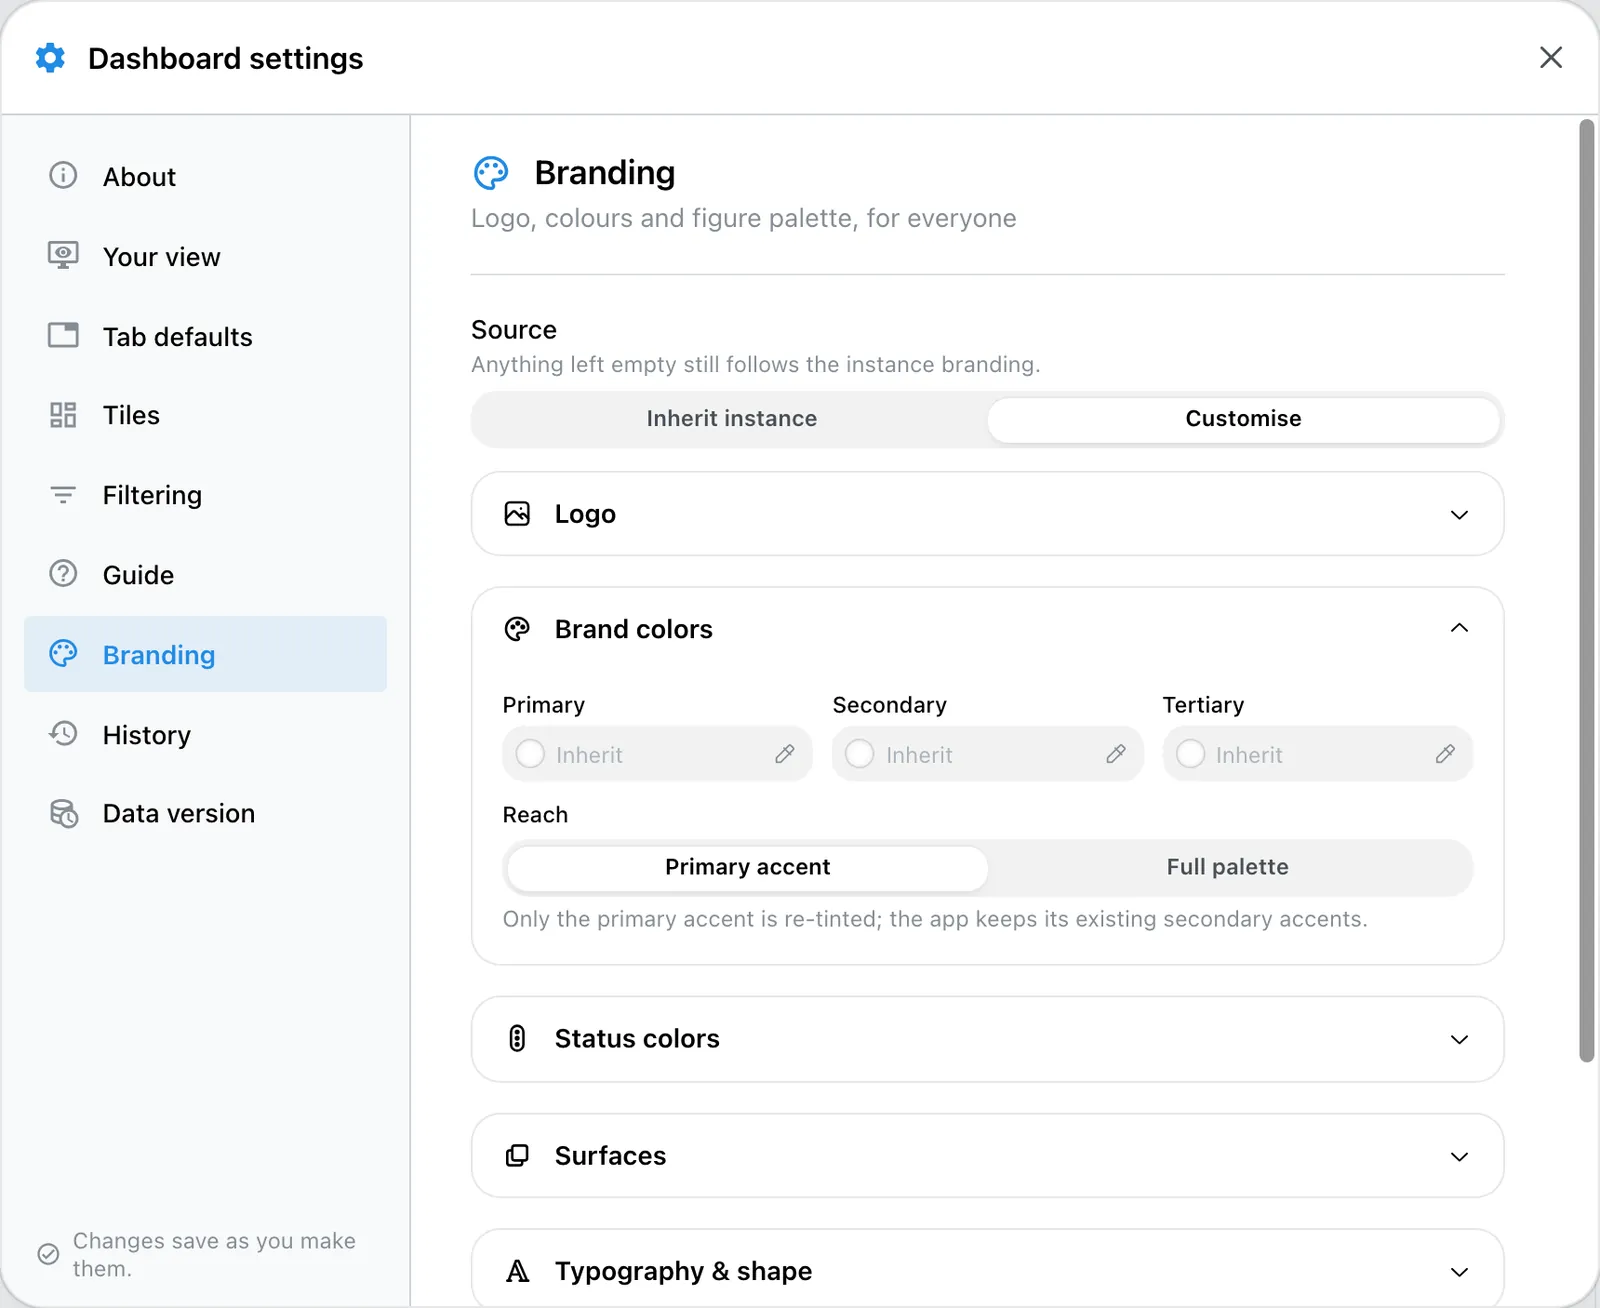 Dashboard settings
About
Your view
Tab defaults
Tiles
Filtering
Guide
Branding
History
Data version
Changes save as you make
them.
Branding
Logo, colours and figure palette, for everyone
Source
Anything left empty still follows the instance branding.
Inherit instance
Customise
Logo
Brand colors
Primary
Secondary
Tertiary
Inherit
Inherit
Inherit
Reach
Primary accent
Full palette
Only the primary accent is re-tinted; the app keeps its existing secondary accents.
Status colors
Surfaces
Typography & shape